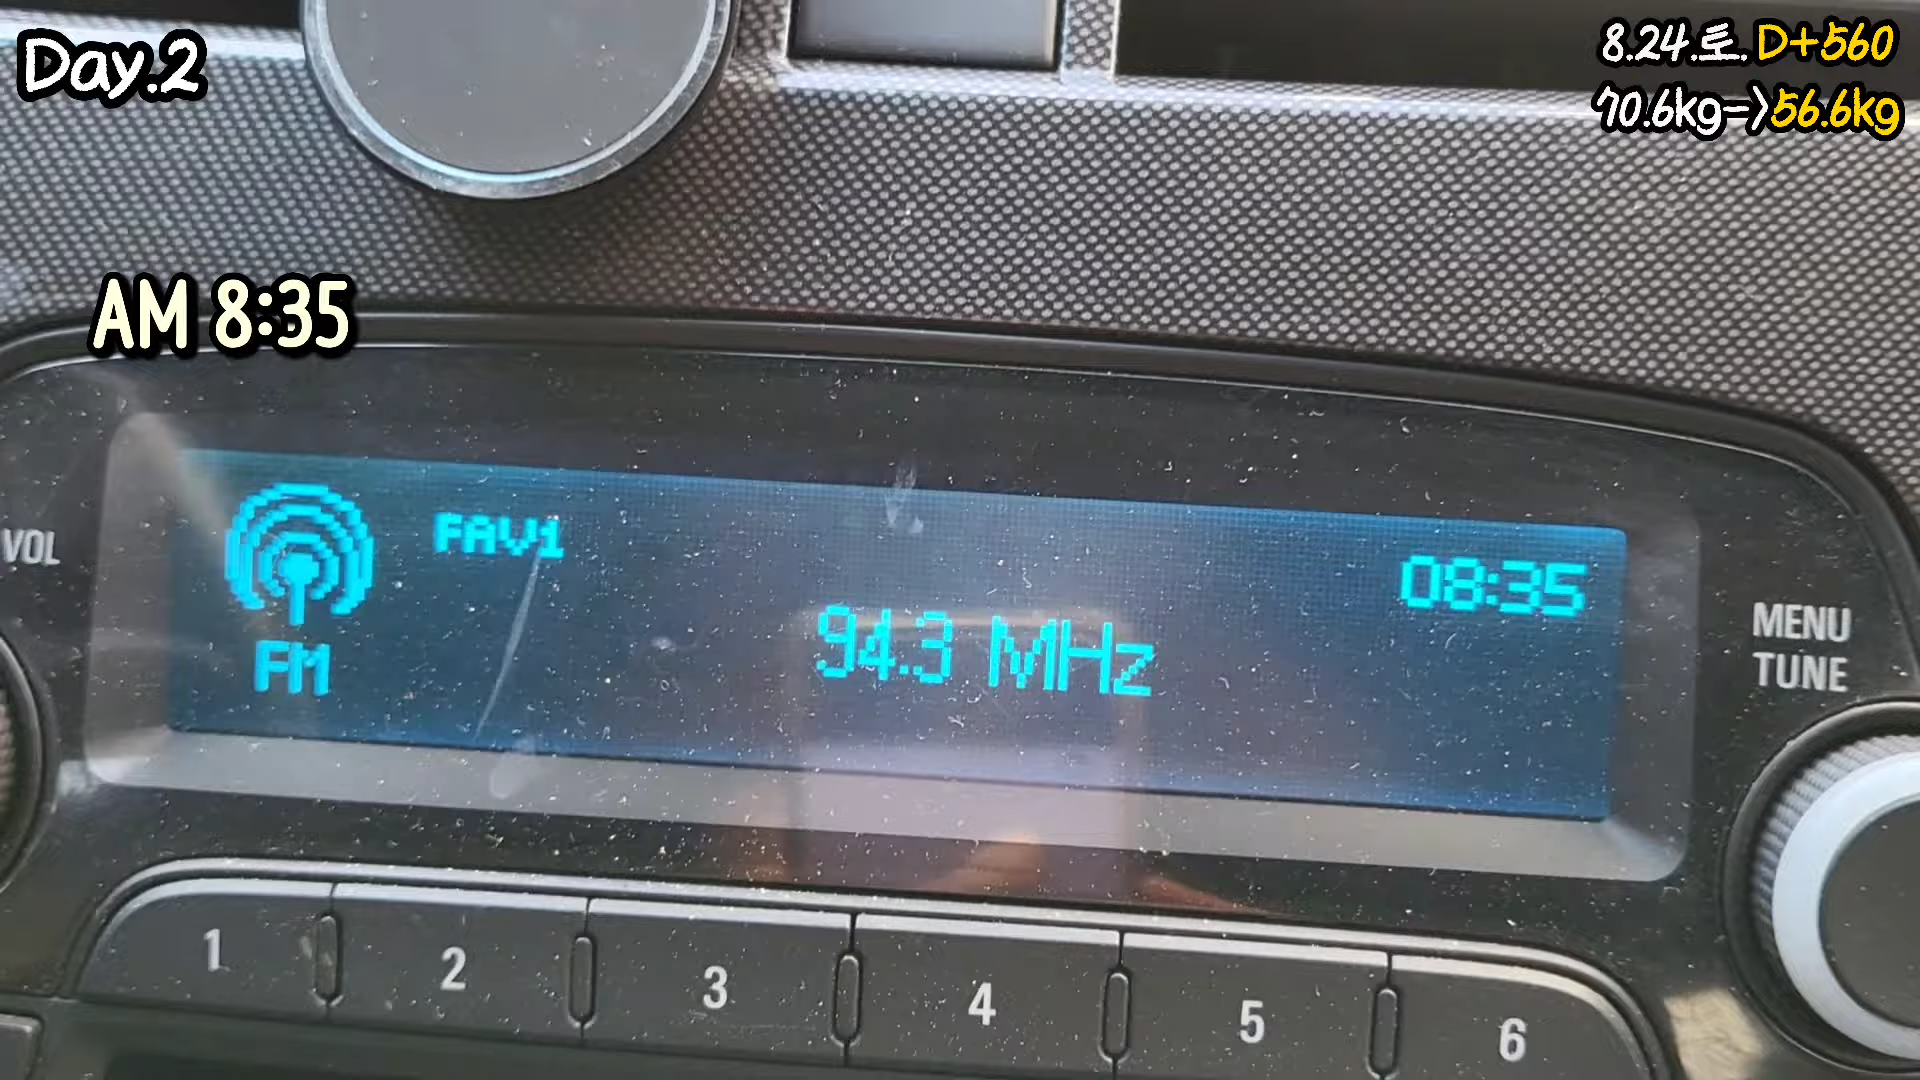 Day.2
8.24.토.D+560
70.6kg->56.6kg
AM 8:35
VOL
FAV1
08:35
94.3 MHz
FM
MENU
TUNE
1
2
3
4
5
6